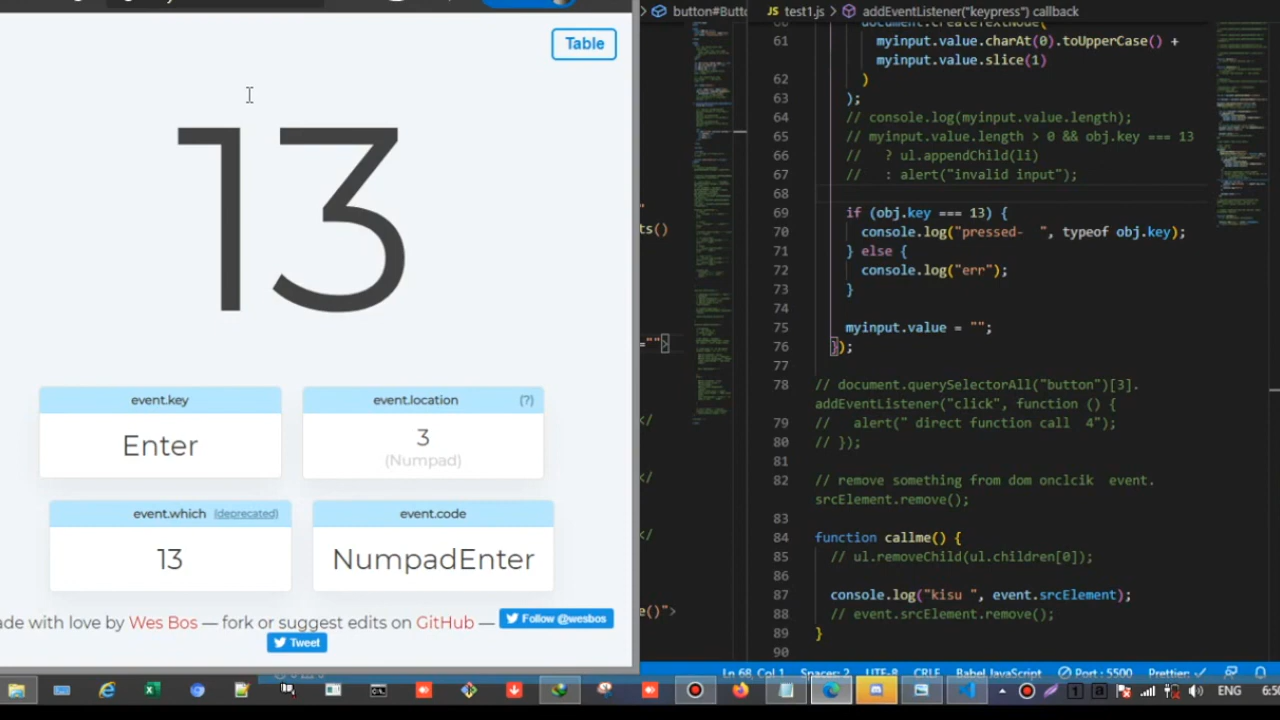 Table
13
event.key
Enter
event.location (?)
3
(Numpad)
event.which (deprecated)
13
event.code
NumpadEnter
ade with love by Wes Bos — fork or suggest edits on GitHub — Follow @wesbos
Tweet
test1.js > addEventListener("keypress") callback
61 myinput.value.charAt(0).toUpperCase() +
myinput.value.slice(1)
62 )
63 );
64 // console.log(myinput.value.length);
65 // myinput.value.length > 0 && obj.key === 13
66 // ? ul.appendChild(li)
67 // : alert("invalid input");
68
69 if (obj.key === 13) {
70 console.log("pressed-  ", typeof obj.key);
71 } else {
72 console.log("err");
73 }
74
75 myinput.value = "";
76 });
77
78 // document.querySelectorAll("button")[3].
addEventListener("click", function () {
79 // alert(" direct function call  4");
80 // });
81
82 // remove something from dom onclcik  event.
srcElement.remove();
83
84 function callme() {
85 // ul.removeChild(ul.children[0]);
86
87 console.log("kisu ", event.srcElement);
88 // event.srcElement.remove();
89 }
90
Ln 68, Col 1 Spaces: 2 UTF-8 CRLF Babel JavaScript Port : 5500 Prettier
ENG